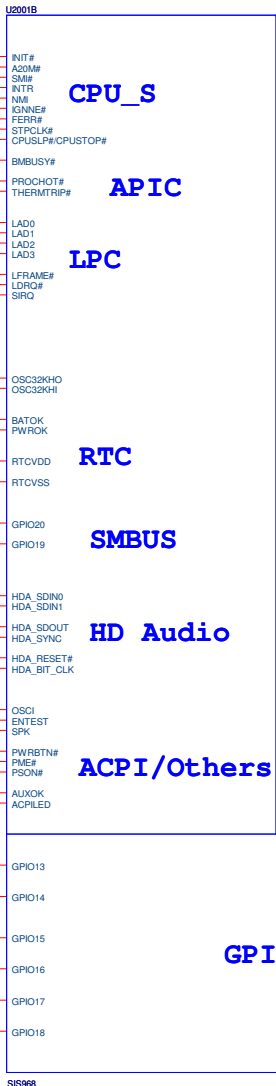 U2001B
INIT#
A20M#
SMI#
INTR
CPU_S
NMI
IGNNE#
FERR#
STPCLK#
CPUSLP#/CPUSTOP#
BMBUSY#
PROCHOT#
APIC
THERMTRIP#
LAD0
LAD1
LAD2
LAD3
LPC
LFRAME#
LDRQ#
SIRQ
OSC32KHO
OSC32KHI
BATOK
PWROK
RTCVDD
RTC
RTCVSS
GPIO20
SMBUS
GPIO19
HDA_SDIN0
HDA_SDIN1
HDA_SDOUT
HD Audio
HDA_SYNC
HDA_RESET#
HDA_BIT_CLK
OSCI
ENTEST
SPK
PWRBTN#
PME#
ACPI/Others
PSON#
AUXOK
ACPILED
GPIO13
GPIO14
GPIO15
GPI
GPIO16
GPIO17
GPIO18
SIS968